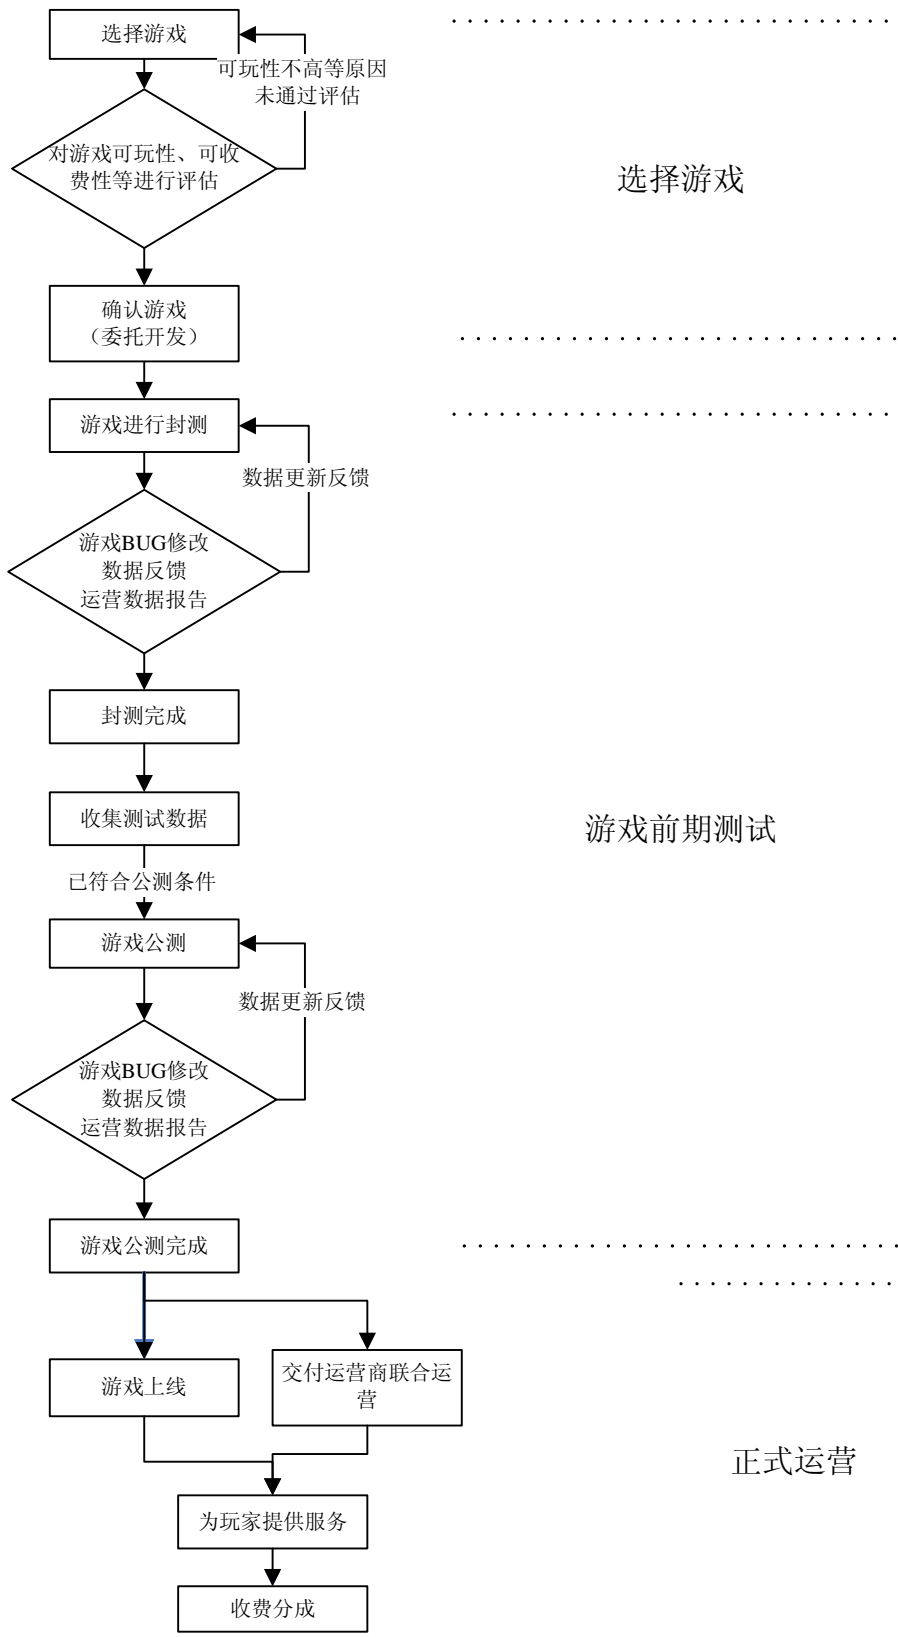 选择游戏
可玩性不高等原因
未通过评估
对游戏可玩性、可收
费性等进行评估
选择游戏
确认游戏
（委托开发）
游戏进行封测
数据更新反馈
游戏BUG修改
数据反馈
运营数据报告
封测完成
收集测试数据
游戏前期测试
已符合公测条件
游戏公测
数据更新反馈
游戏BUG修改
数据反馈
运营数据报告
游戏公测完成
游戏上线
交付运营商联合运
营
正式运营
为玩家提供服务
收费分成